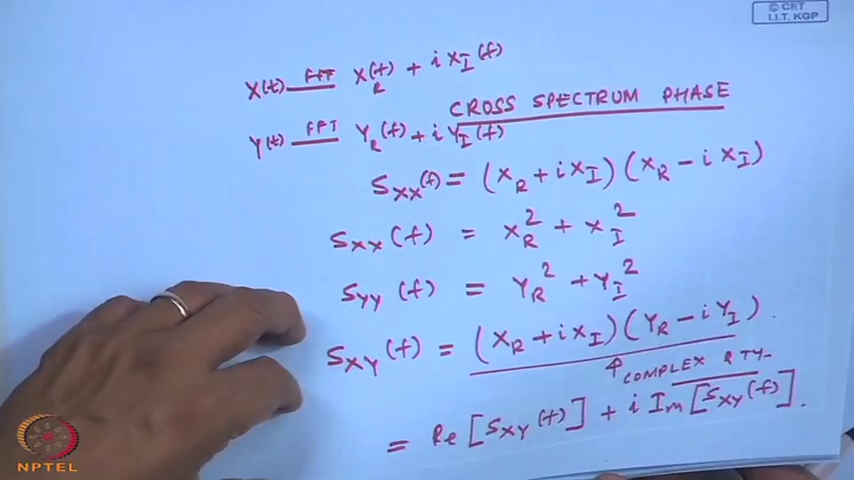 © CET
I.I.T. KGP
X(t) FFT X_R(f) + i X_I(f)
CROSS SPECTRUM PHASE
Y(t) FFT Y_R(f) + i Y_I(f)
S_XX(f) = (X_R + i X_I)(X_R - i X_I)
S_XX(f) = X_R^2 + X_I^2
S_YY(f) = Y_R^2 + Y_I^2
S_XY(f) = (X_R + i X_I)(Y_R - i Y_I).
↑ COMPLEX QTY-
= Re[S_XY(f)] + i Im[S_XY(f)].
NPTEL